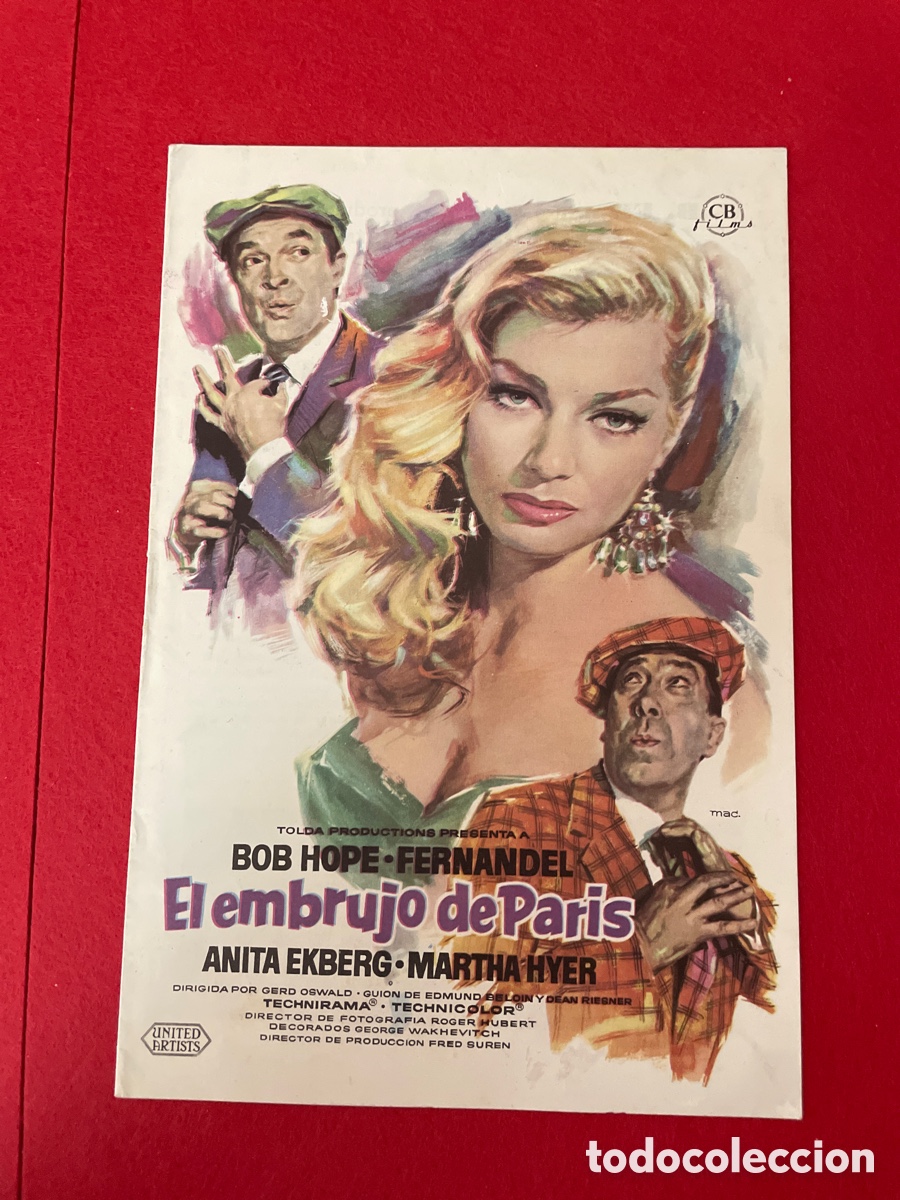 CB
films
mac.
TOLDA PRODUCTIONS PRESENTA A
BOB HOPE • FERNANDEL
El embrujo de Paris
ANITA EKBERG • MARTHA HYER
DIRIGIDA POR GERD OSWALD • GUION DE EDMUND BELOIN Y DEAN RIESNER
TECHNIRAMA® • TECHNICOLOR®
DIRECTOR DE FOTOGRAFIA ROGER HUBERT
DECORADOS GEORGE WAKHEVITCH
DIRECTOR DE PRODUCCION FRED SUREN
UNITED
ARTISTS
todocoleccion